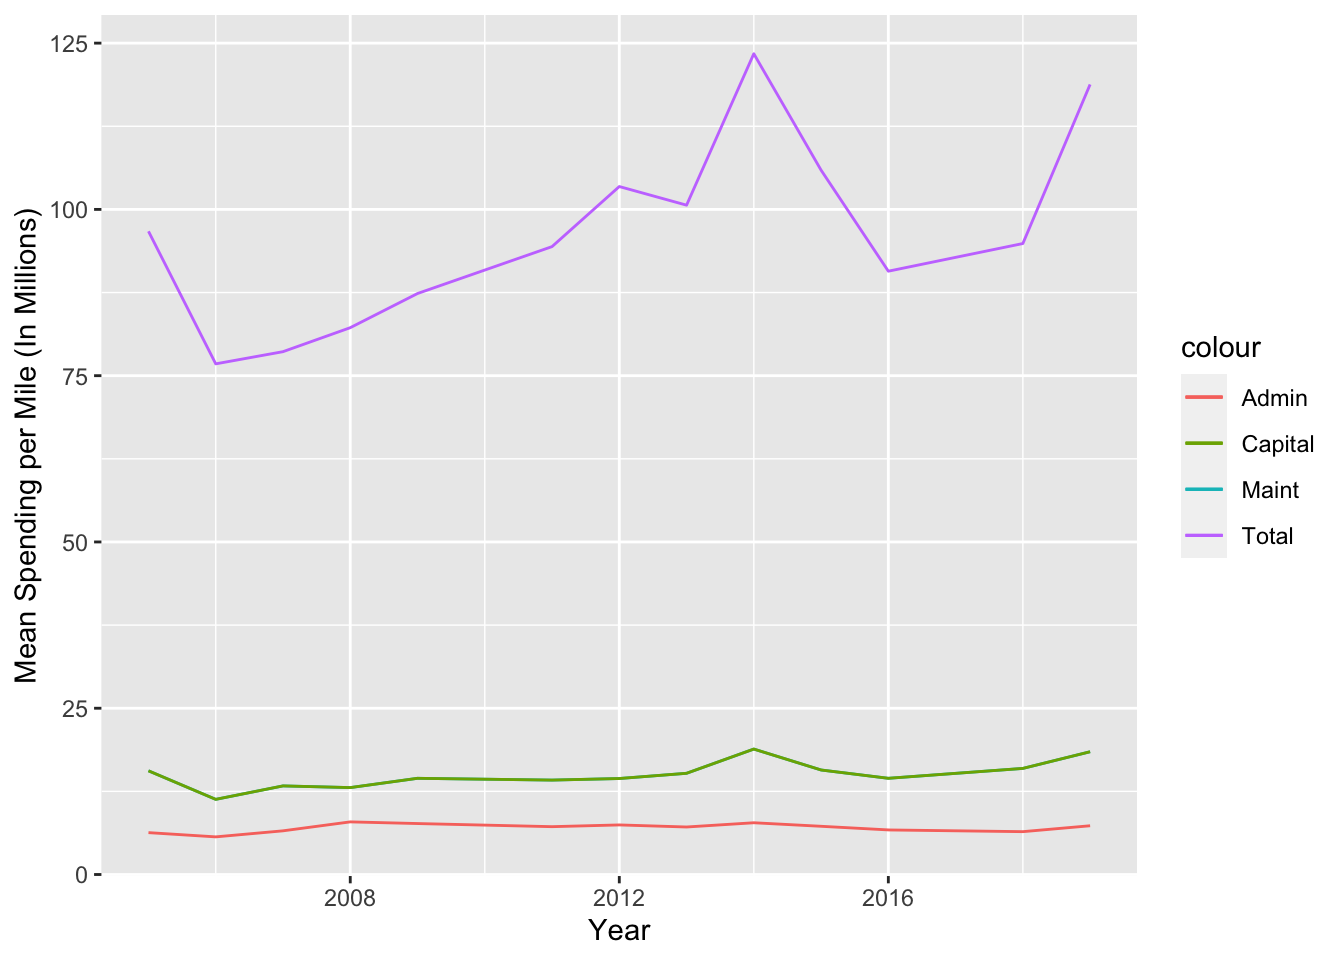 125
100
75
50
25
0
Mean Spending per Mile (In Millions)
2008 2012 2016
Year
colour
Admin
Capital
Maint
Total